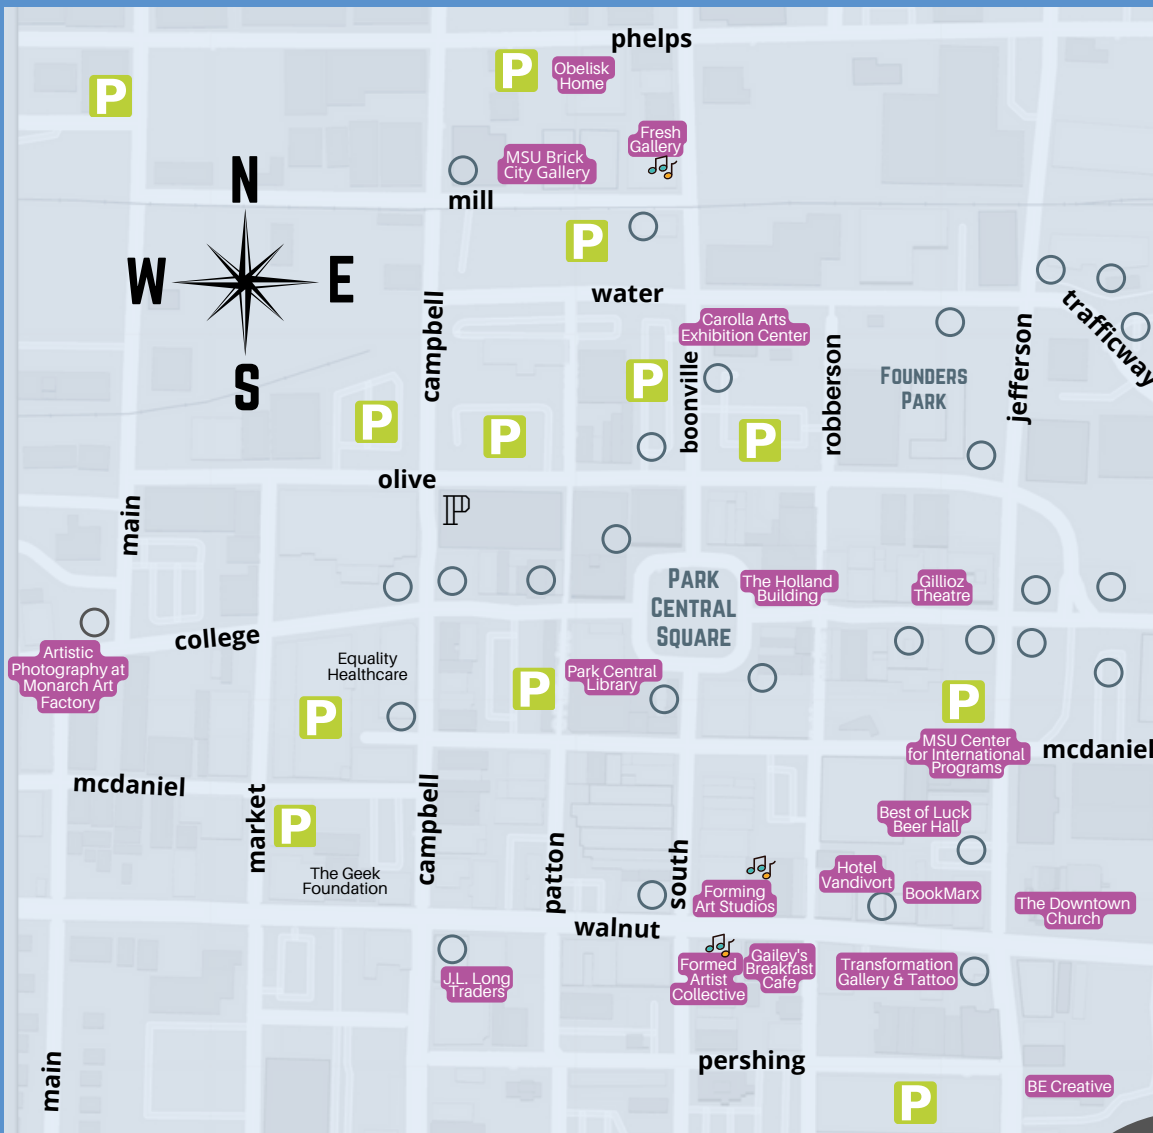 phelps
P
P
Obelisk
Home
Fresh
Gallery
MSU Brick
City Gallery
N
mill
P
W
E
water
trafficway
S
campbell
Carolla Arts
Exhibition Center
boonville
robberson
jefferson
Founders
Park
P
P
P
P
olive
P
main
Park
Central
Square
The Holland
Building
Gillioz
Theatre
college
Artistic
Photography at
Monarch Art
Factory
Equality
Healthcare
Park Central
Library
P
P
P
MSU Center
for International
Programs
mcdaniel
mcdaniel
market
P
campbell
patton
south
Best of Luck
Beer Hall
The Geek
Foundation
Forming
Art Studios
Hotel
Vandivort
BookMarx
The Downtown
Church
walnut
J.L. Long
Traders
Formed
Artist
Collective
Gailey's
Breakfast
Cafe
Transformation
Gallery & Tattoo
pershing
main
P
BE Creative